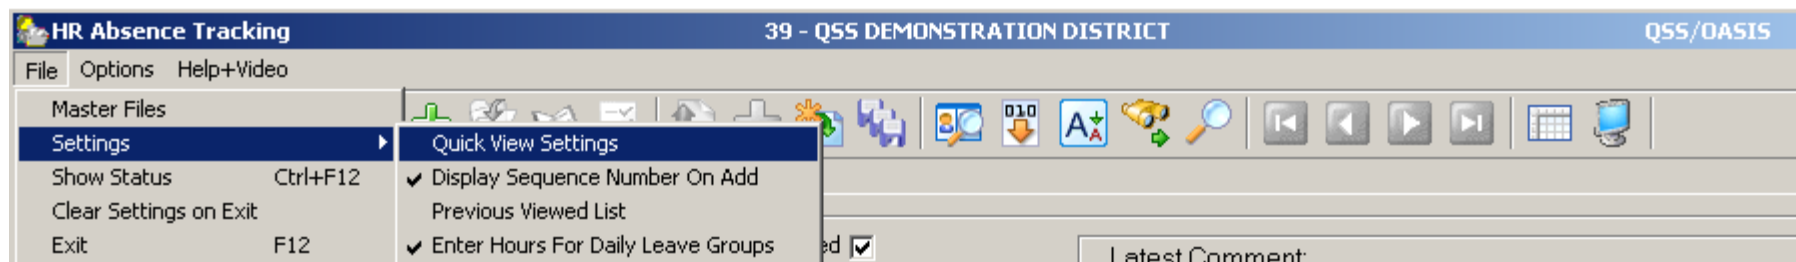 HR Absence Tracking 39 - QSS DEMONSTRATION DISTRICT QSS/OASIS
File Options Help+Video
Master Files
010
A
Settings Quick View Settings
Show Status Ctrl+F12 Display Sequence Number On Add
Clear Settings on Exit Previous Viewed List
Exit F12 Enter Hours For Daily Leave Groups ed
Latest Comment: